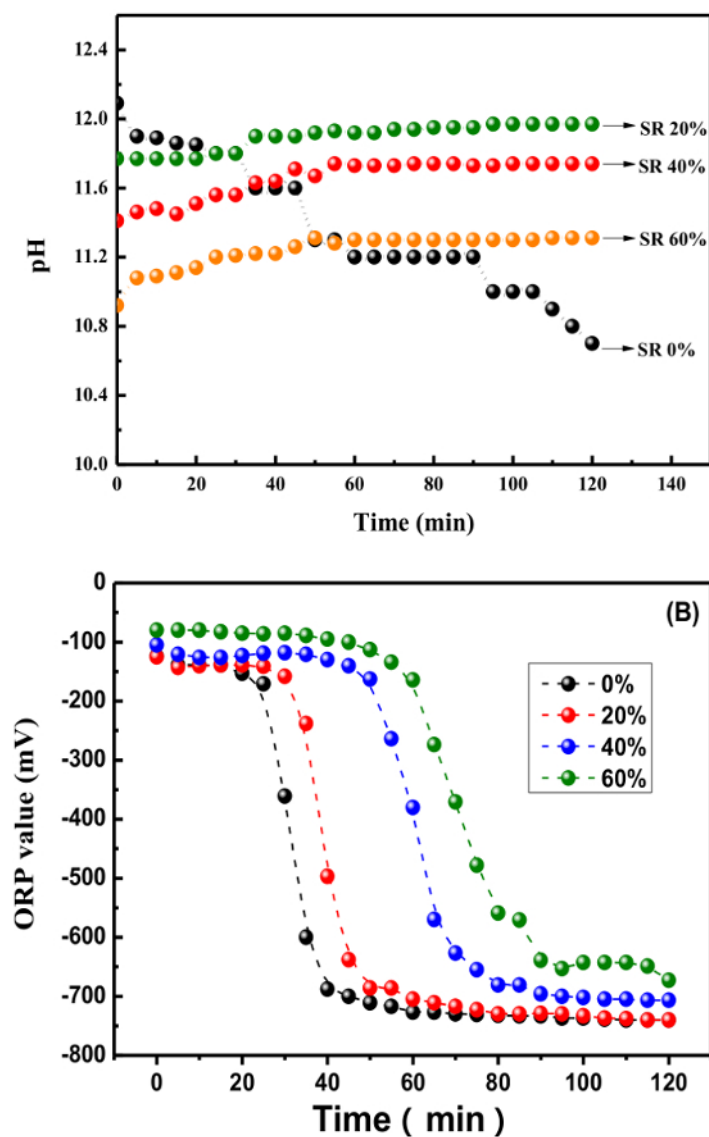 12.4
12.0
11.6
11.2
10.8
10.4
10.0
pH
SR 20%
SR 40%
SR 60%
SR 0%
0 20 40 60 80 100 120 140
Time (min)
(B)
0
-100
-200
-300
-400
-500
-600
-700
-800
ORP value (mV)
0%
20%
40%
60%
0 20 40 60 80 100 120
Time ( min)